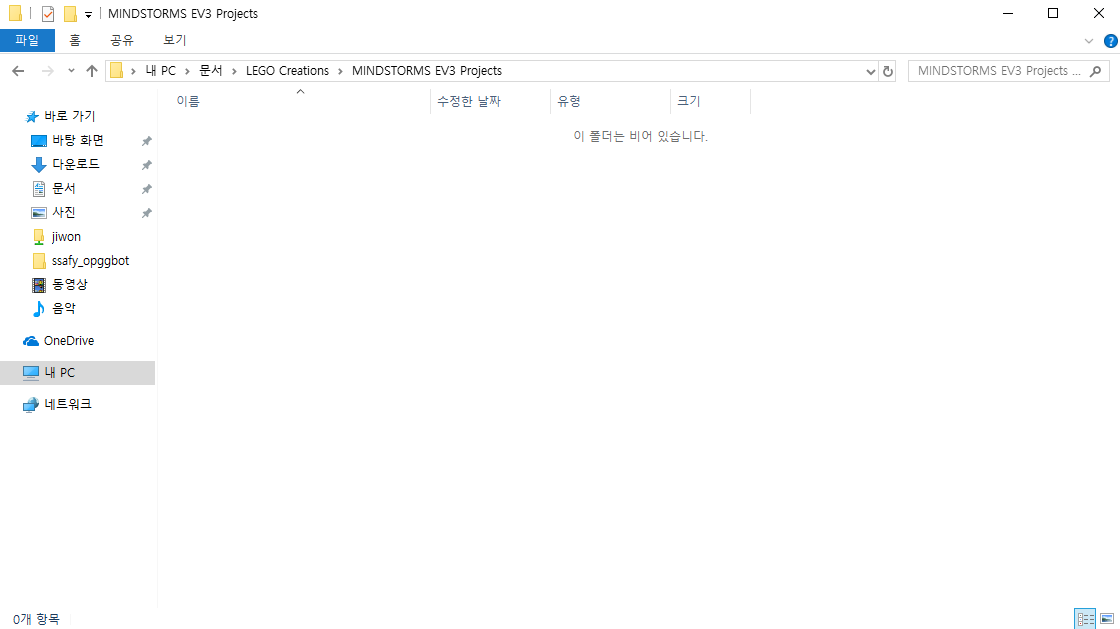 MINDSTORMS EV3 Projects
파일 홈 공유 보기
내 PC 문서 LEGO Creations MINDSTORMS EV3 Projects
MINDSTORMS EV3 Projects ...
이름 수정한 날짜 유형 크기
이 폴더는 비어 있습니다.
바로 가기
바탕 화면
다운로드
문서
사진
jiwon
ssafy_opggbot
동영상
음악
OneDrive
내 PC
네트워크
0개 항목